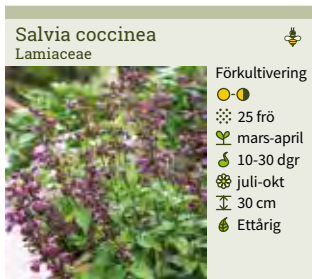 Salvia coccinea
Lamiaceae
Förkultivering
25 frö
mars-april
10-30 dgr
juli-okt
30 cm
Ettårig